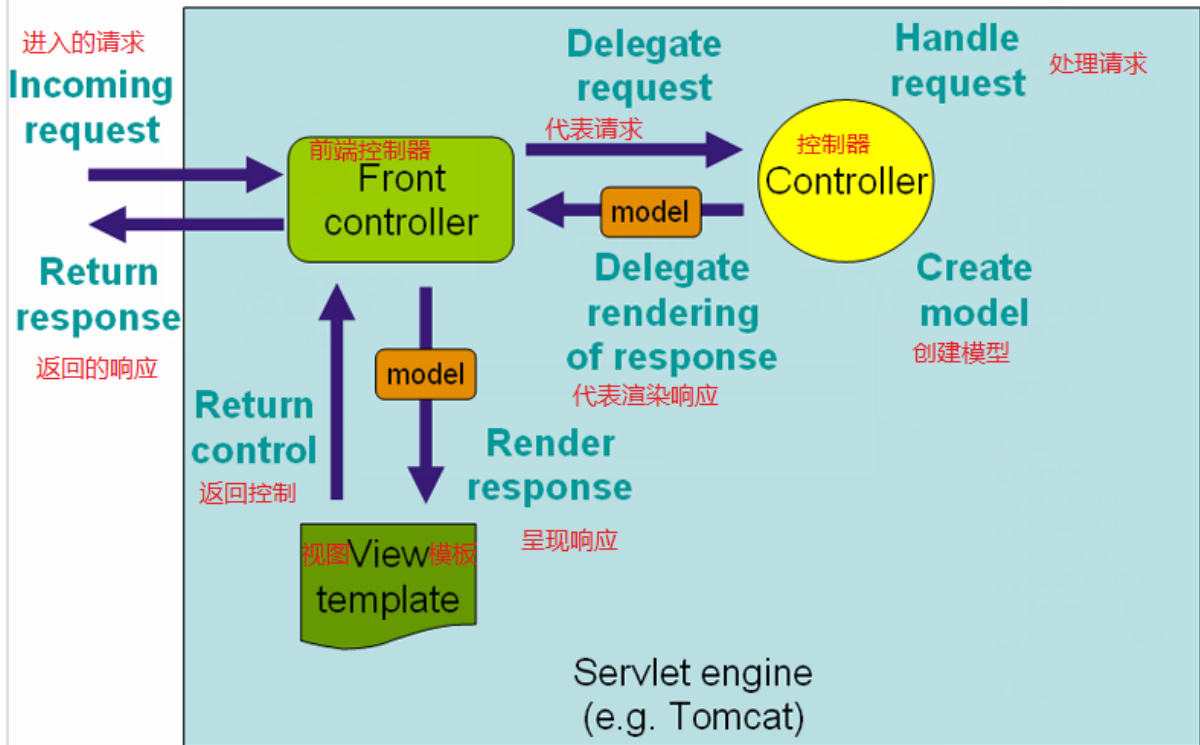 进入的请求
Incoming
request
Delegate
request
代表请求
Handle
request
处理请求
前端控制器
Front
controller
控制器
Controller
model
Return
response
返回的响应
Delegate
rendering
of response
代表渲染响应
Create
model
创建模型
model
Return
control
返回控制
Render
response
呈现响应
视图View模板
template
Servlet engine
(e.g. Tomcat)